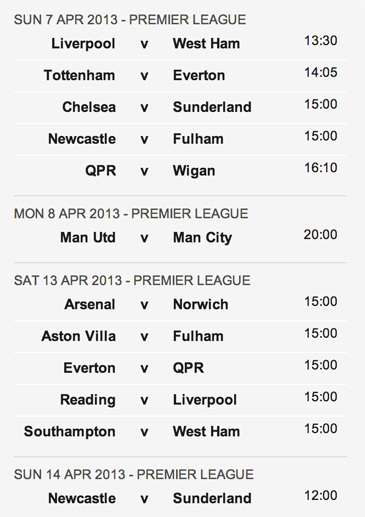 SUN 7 APR 2013 - PREMIER LEAGUE
Liverpool v West Ham 13:30
Tottenham v Everton 14:05
Chelsea v Sunderland 15:00
Newcastle v Fulham 15:00
QPR v Wigan 16:10
MON 8 APR 2013 - PREMIER LEAGUE
Man Utd v Man City 20:00
SAT 13 APR 2013 - PREMIER LEAGUE
Arsenal v Norwich 15:00
Aston Villa v Fulham 15:00
Everton v QPR 15:00
Reading v Liverpool 15:00
Southampton v West Ham 15:00
SUN 14 APR 2013 - PREMIER LEAGUE
Newcastle v Sunderland 12:00